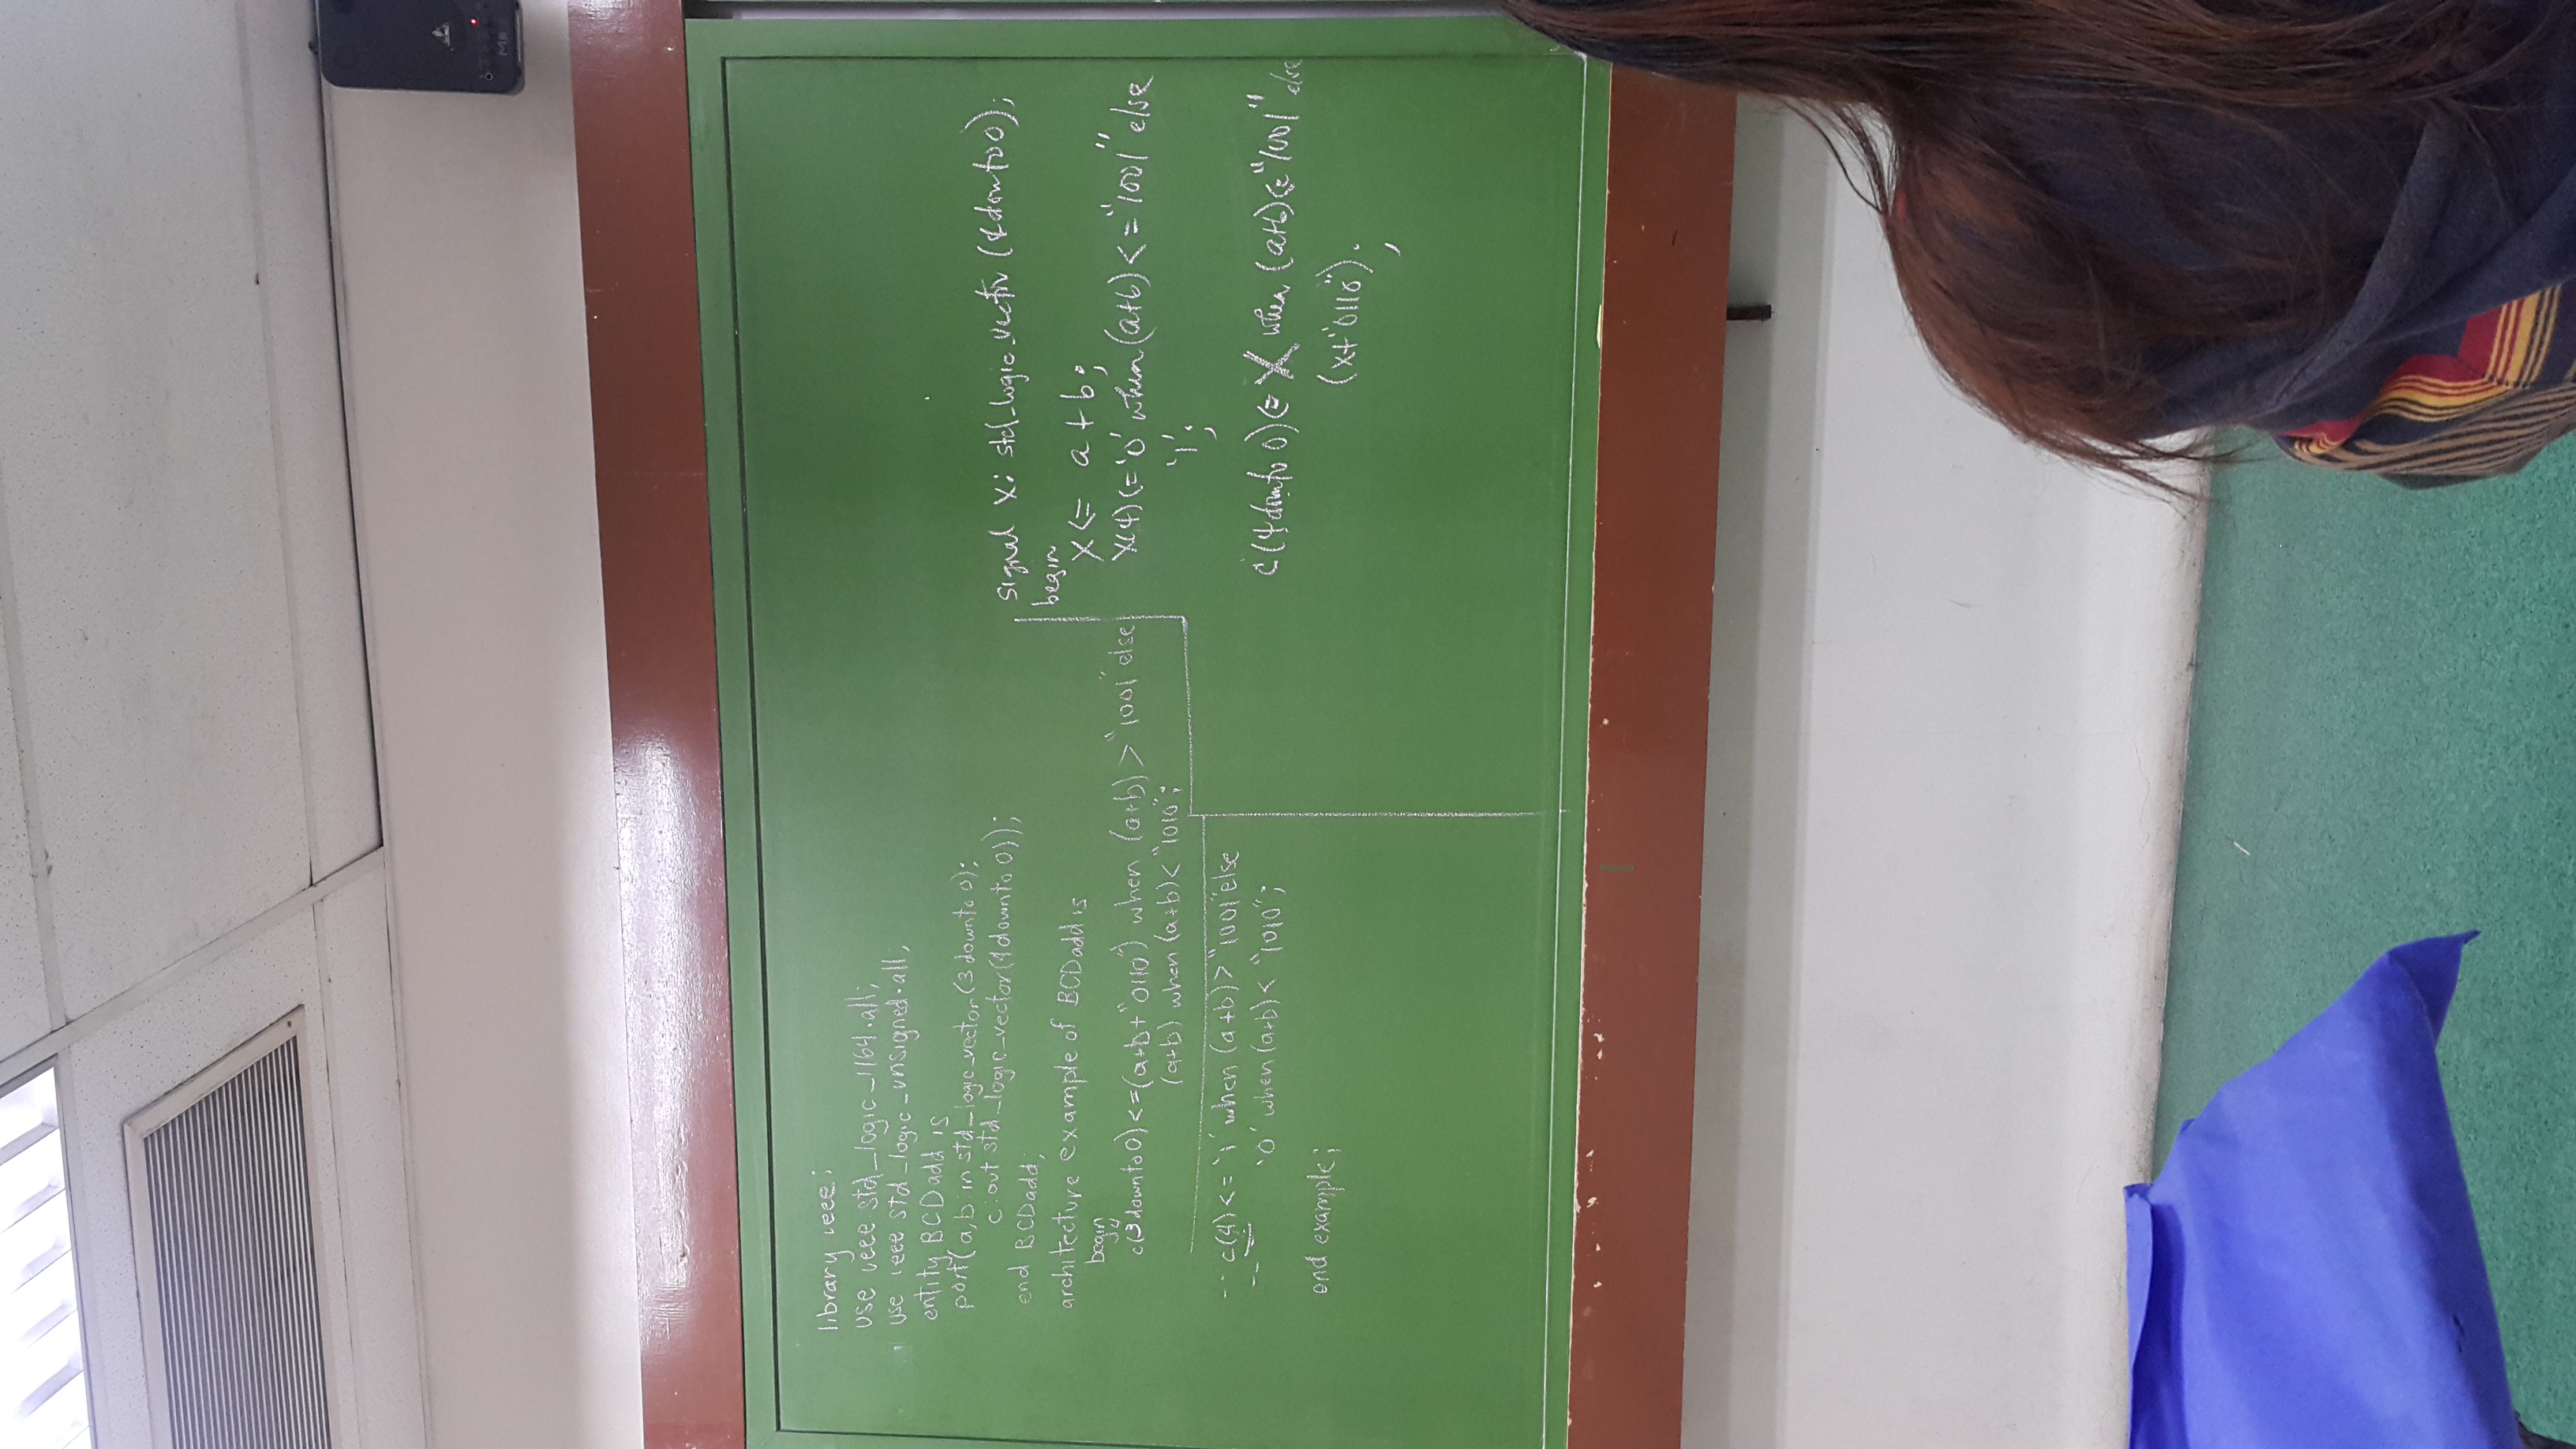 library ieee;
use ieee.std_logic_1164.all;
use ieee std_logic_unsigned.all;
entity BCDadd is
port(a,b:in std_logic_vector(3 downto 0);
c:out std_logic_vector(4 downto 0));
end BCDadd;
architecture example of BCDadd is
begin
c(3 downto 0)<=(a+b+"0110") when (a+b)>"1001" else
(a+b) when (a+b)<"1010";
-- c(4)<= '1' when (a+b)>"1001" else
-- '0' when (a+b)< "1010";
end example;
signal x: std_logic_vector (4 downto 0);
begin
X<= a+b;
X(4)<='0' when (a+b)<="1001" else
'1';
c(4 downto 0)<= X when (a+b)<="1001" else
(x+"0110");